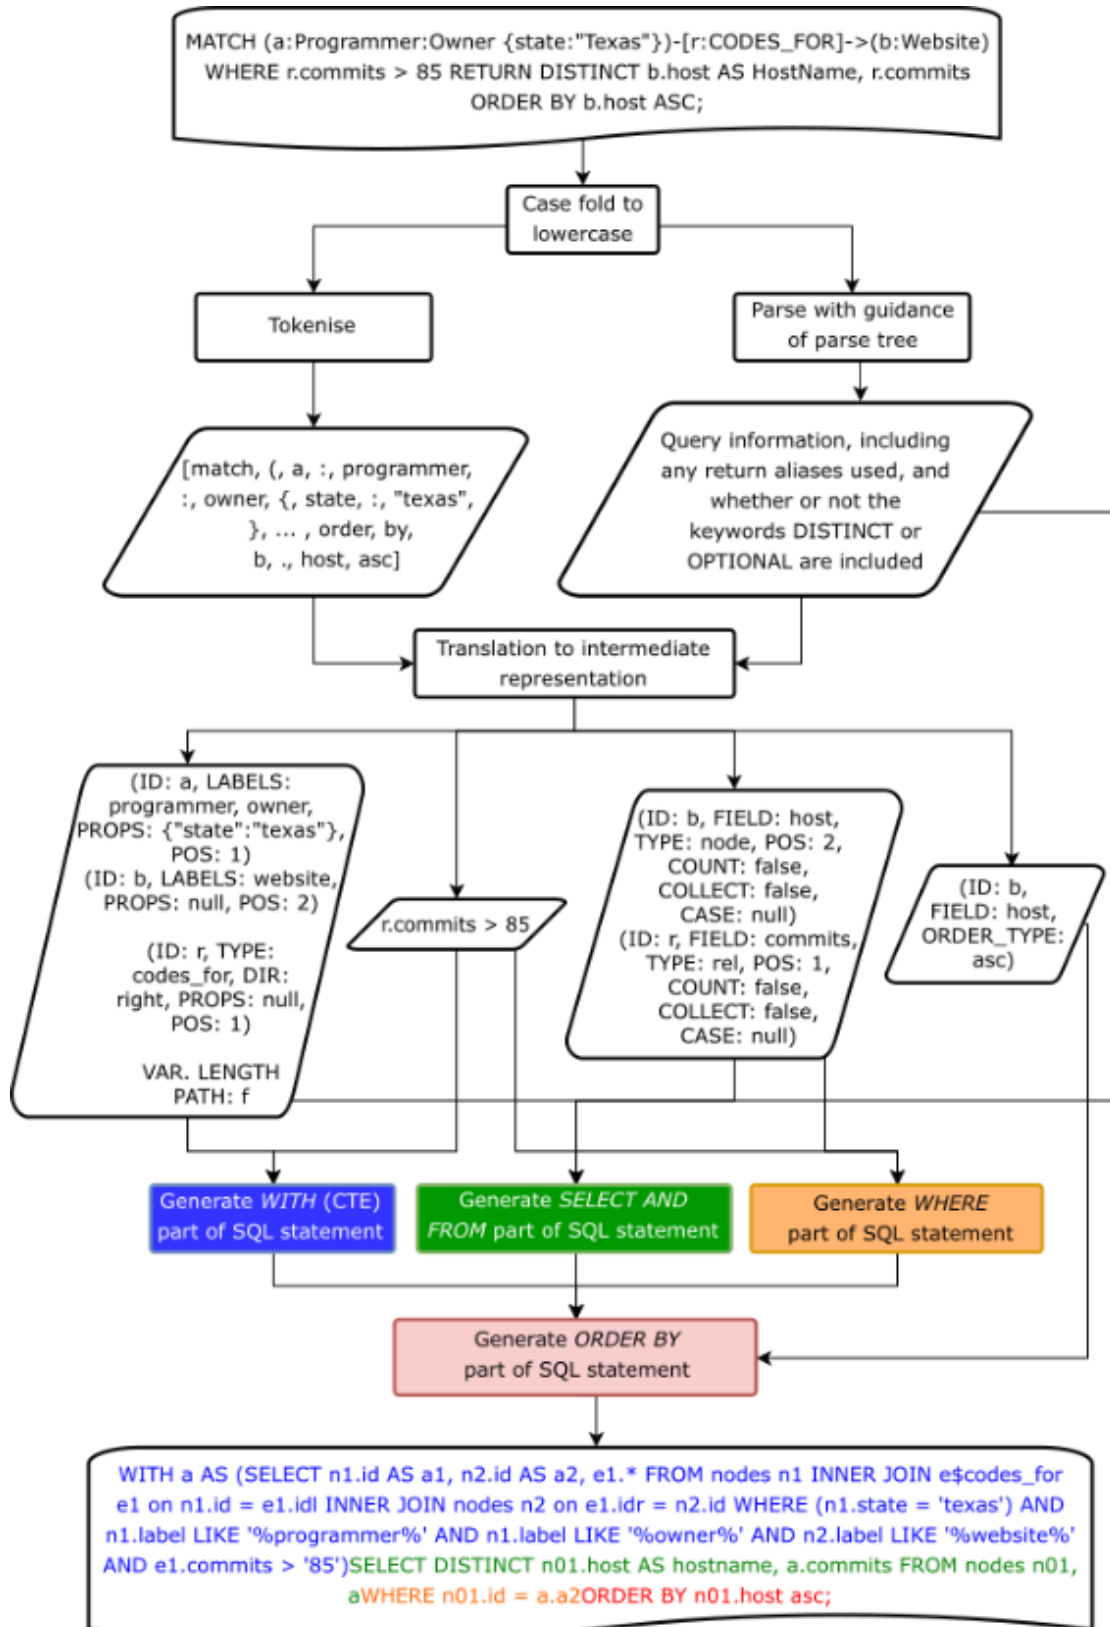 MATCH (a:Programmer:Owner {state:"Texas"})-[r:CODES_FOR]->(b:Website)
WHERE r.commits > 85 RETURN DISTINCT b.host AS HostName, r.commits
ORDER BY b.host ASC;
Case fold to
lowercase
Tokenise
Parse with guidance
of parse tree
[match, (, a, :, programmer,
:, owner, {, state, :, "texas",
}, ... , order, by,
b, ., host, asc]
Query information, including
any return aliases used, and
whether or not the
keywords DISTINCT or
OPTIONAL are included
Translation to intermediate
representation
(ID: a, LABELS:
programmer, owner,
PROPS: {"state":"texas"},
POS: 1)
(ID: b, LABELS: website,
PROPS: null, POS: 2)
(ID: r, TYPE:
codes_for, DIR:
right, PROPS: null,
POS: 1)
VAR. LENGTH
PATH: f
r.commits > 85
(ID: b, FIELD: host,
TYPE: node, POS: 2,
COUNT: false,
COLLECT: false,
CASE: null)
(ID: r, FIELD: commits,
TYPE: rel, POS: 1,
COUNT: false,
COLLECT: false,
CASE: null)
(ID: b,
FIELD: host,
ORDER_TYPE:
asc)
Generate WITH (CTE)
part of SQL statement
Generate SELECT AND
FROM part of SQL statement
Generate WHERE
part of SQL statement
Generate ORDER BY
part of SQL statement
WITH a AS (SELECT n1.id AS a1, n2.id AS a2, e1.* FROM nodes n1 INNER JOIN e$codes_for
e1 on n1.id = e1.idl INNER JOIN nodes n2 on e1.idr = n2.id WHERE (n1.state = 'texas') AND
n1.label LIKE '%programmer%' AND n1.label LIKE '%owner%' AND n2.label LIKE '%website%'
AND e1.commits > '85')SELECT DISTINCT n01.host AS hostname, a.commits FROM nodes n01,
aWHERE n01.id = a.a2ORDER BY n01.host asc;